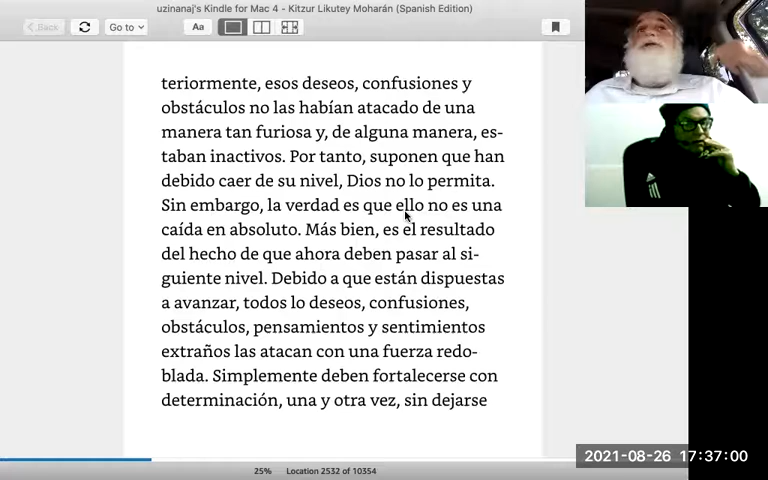 uzinanaj's Kindle for Mac 4 - Kitzur Likutey Moharán (Spanish Edition)
Back
Go to
Aa
teriormente, esos deseos, confusiones y
obstáculos no las habían atacado de una
manera tan furiosa y, de alguna manera, es-
taban inactivos. Por tanto, suponen que han
debido caer de su nivel, Dios no lo permita.
Sin embargo, la verdad es que ello no es una
caída en absoluto. Más bien, es el resultado
del hecho de que ahora deben pasar al si-
guiente nivel. Debido a que están dispuestas
a avanzar, todos lo deseos, confusiones,
obstáculos, pensamientos y sentimientos
extraños las atacan con una fuerza redo-
blada. Simplemente deben fortalecerse con
determinación, una y otra vez, sin dejarse
2021-08-26 17:37:00
25% Location 2532 of 10354